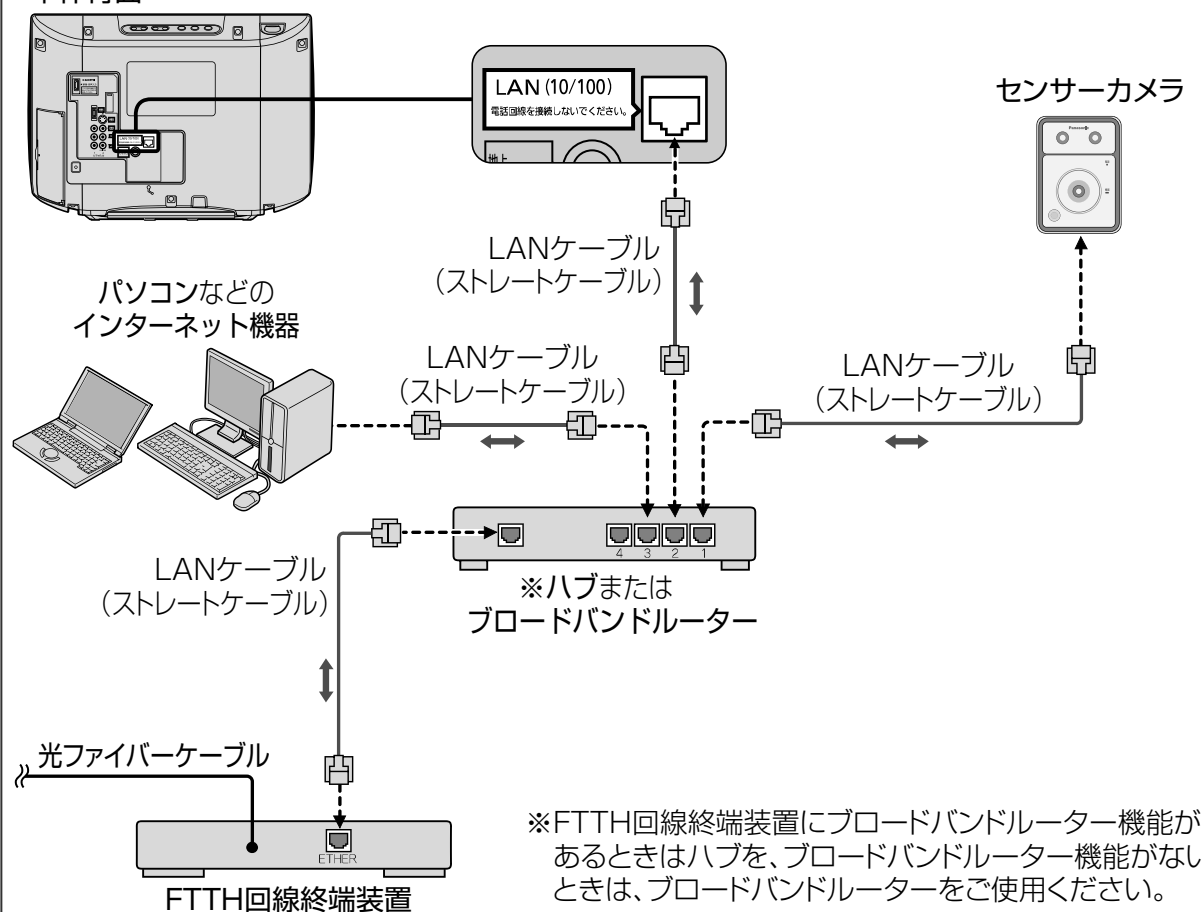 LAN (10/100)
電話回線を接続しないでください。
センサーカメラ
Panasonic
LANケーブル
（ストレートケーブル）
パソコンなどの
インターネット機器
LANケーブル
（ストレートケーブル）
LANケーブル
（ストレートケーブル）
4 3 2 1
LANケーブル
（ストレートケーブル）
※ハブまたは
ブロードバンドルーター
光ファイバーケーブル
ETHER
FTTH回線終端装置
※FTTH回線終端装置にブロードバンドルーター機能が
あるときはハブを、ブロードバンドルーター機能がない
ときは、ブロードバンドルーターをご使用ください。